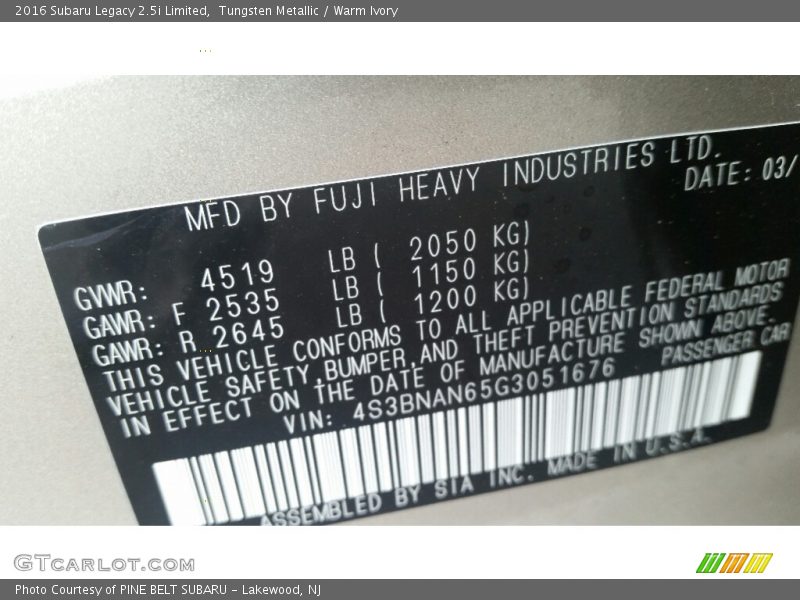 2016 Subaru Legacy 2.5i Limited,  Tungsten Metallic / Warm Ivory
MFD BY FUJI HEAVY INDUSTRIES LTD.
DATE: 03/
GVWR: 4519 LB ( 2050 KG)
GAWR: F 2535 LB ( 1150 KG)
GAWR: R 2645 LB ( 1200 KG)
THIS VEHICLE CONFORMS TO ALL APPLICABLE FEDERAL MOTOR
VEHICLE SAFETY,BUMPER,AND THEFT PREVENTION STANDARDS
IN EFFECT ON THE DATE OF MANUFACTURE SHOWN ABOVE.
VIN: 4S3BNAN65G3051676 PASSENGER CAR
ASSEMBLED BY SIA INC. MADE IN U.S.A.
GTCARLOT.COM
Photo Courtesy of PINE BELT SUBARU - Lakewood, NJ